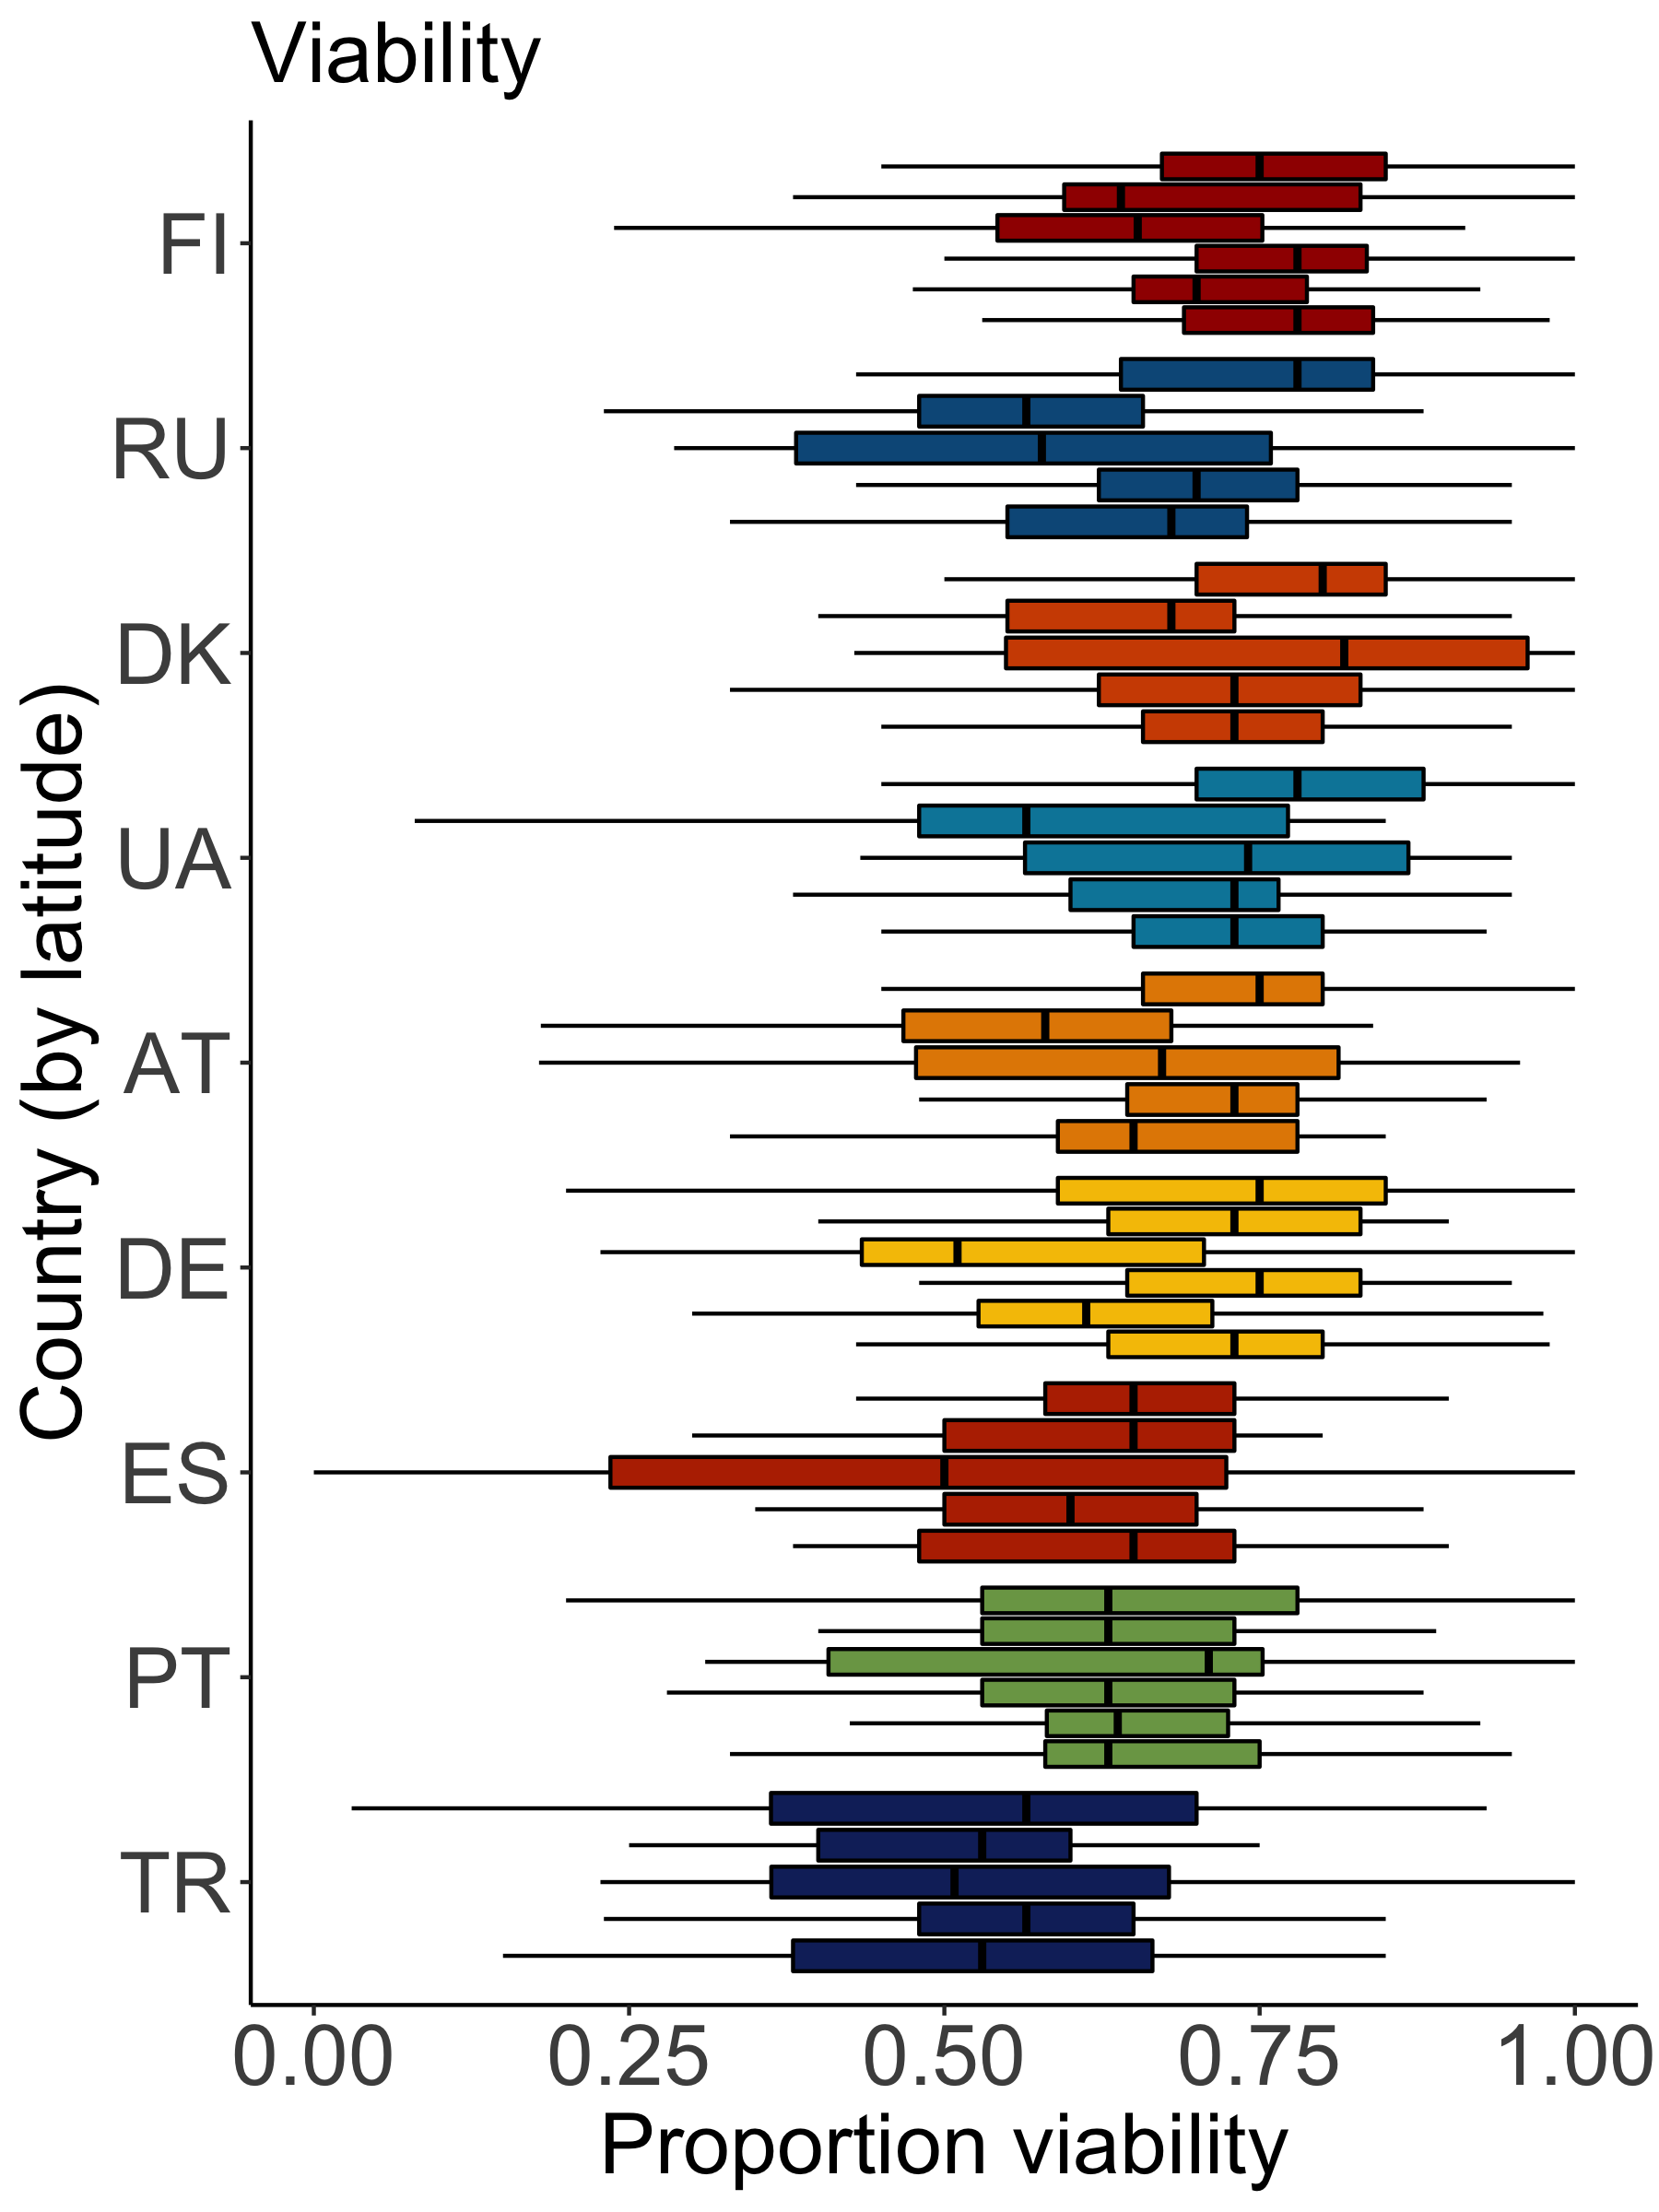 Viability
Country (by latitude)
FI
RU
DK
UA
AT
DE
ES
PT
TR
0.00 0.25 0.50 0.75 1.00
Proportion viability